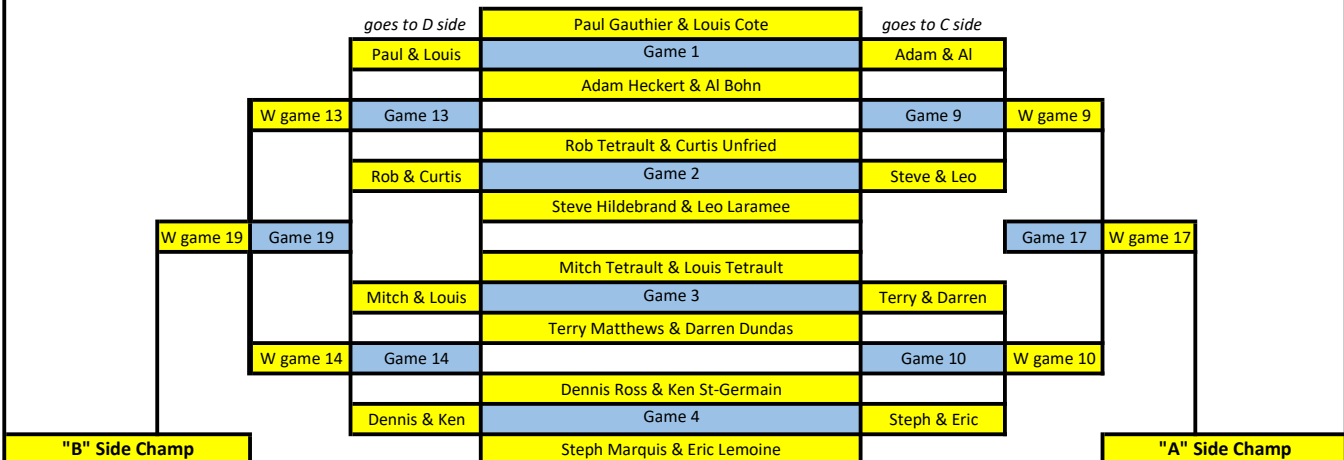 goes to D side Paul Gauthier & Louis Cote goes to C side
Paul & Louis Game 1 Adam & Al
Adam Heckert & Al Bohn
W game 13 Game 13 Game 9 W game 9
Rob Tetrault & Curtis Unfried
Rob & Curtis Game 2 Steve & Leo
Steve Hildebrand & Leo Laramee
W game 19 Game 19 Game 17 W game 17
Mitch Tetrault & Louis Tetrault
Mitch & Louis Game 3 Terry & Darren
Terry Matthews & Darren Dundas
W game 14 Game 14 Game 10 W game 10
Dennis Ross & Ken St-Germain
Dennis & Ken Game 4 Steph & Eric
"B" Side Champ Steph Marquis & Eric Lemoine "A" Side Champ